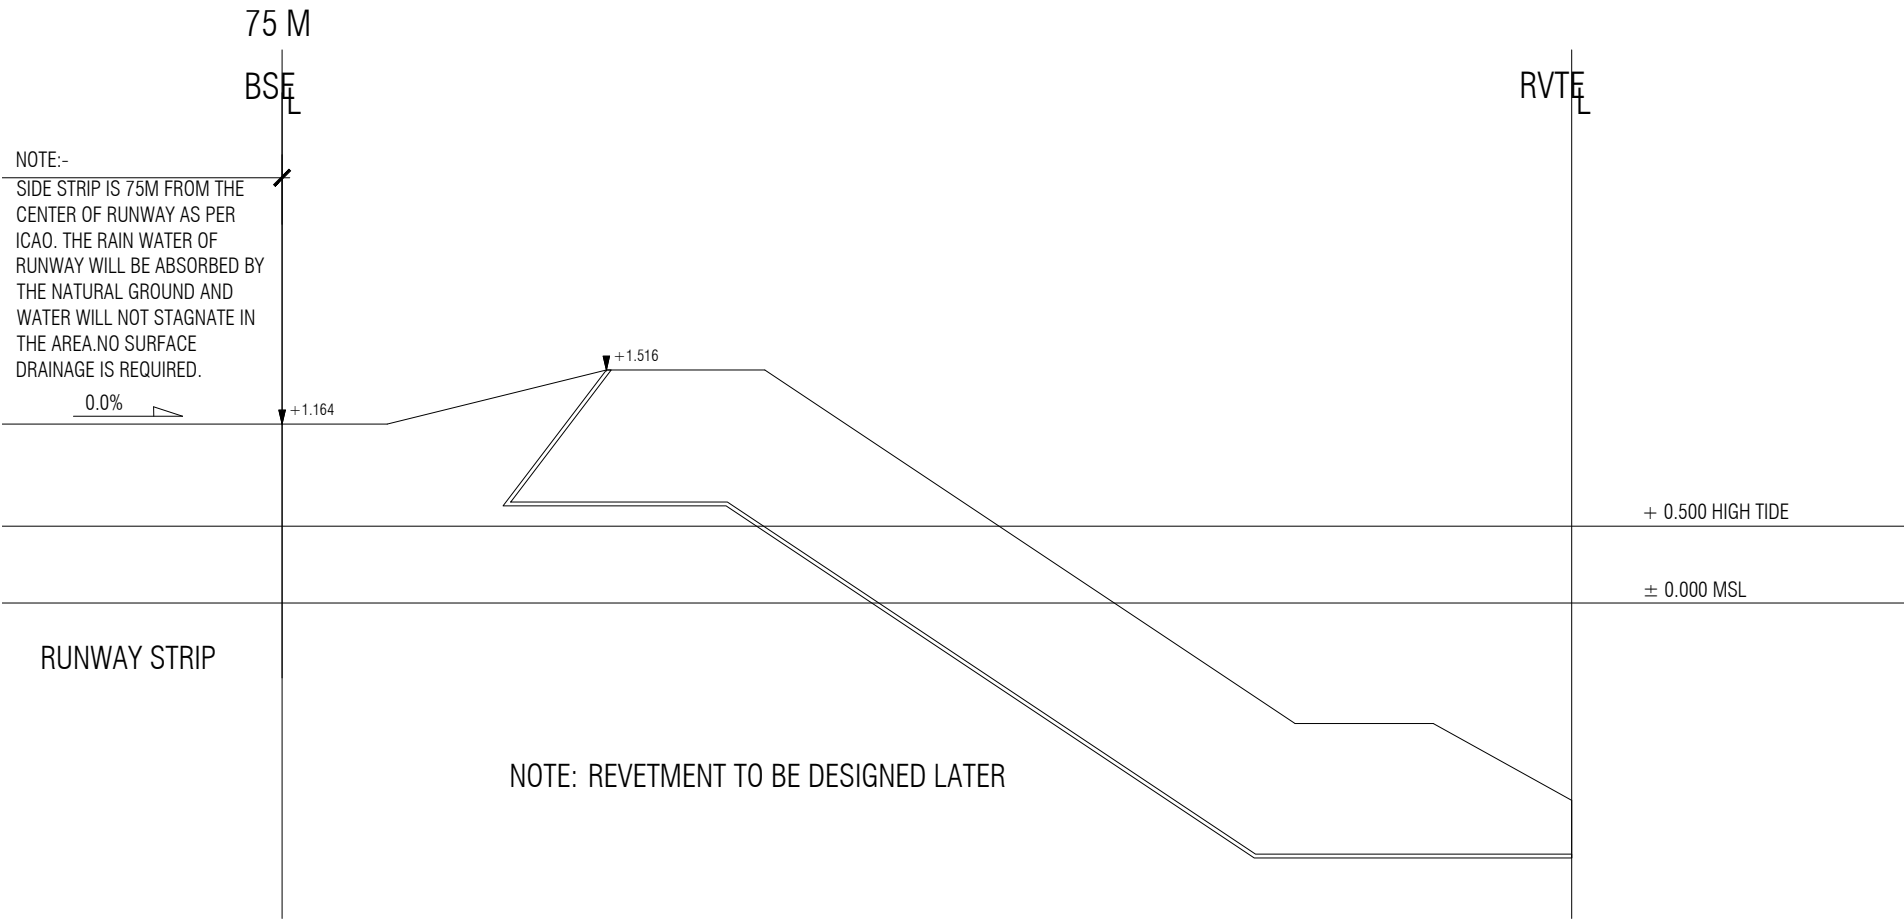 75 M
BSE
L
RVTE
L
NOTE:-
SIDE STRIP IS 75M FROM THE
CENTER OF RUNWAY AS PER
ICAO. THE RAIN WATER OF
RUNWAY WILL BE ABSORBED BY
THE NATURAL GROUND AND
WATER WILL NOT STAGNATE IN
THE AREA.NO SURFACE
DRAINAGE IS REQUIRED.
+1.516
0.0%
+1.164
+ 0.500 HIGH TIDE
± 0.000 MSL
RUNWAY STRIP
NOTE: REVETMENT TO BE DESIGNED LATER